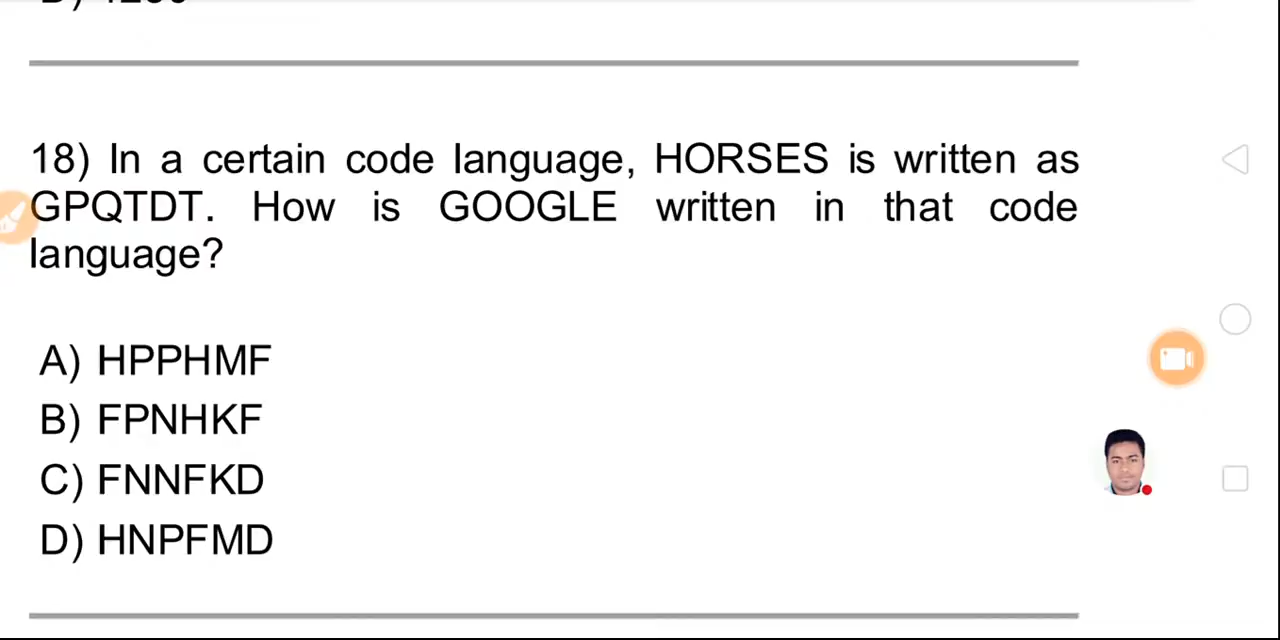 18) In a certain code language, HORSES is written as
GPQTDT. How is GOOGLE written in that code
language?
A) HPPHMF
B) FPNHKF
C) FNNFKD
D) HNPFMD